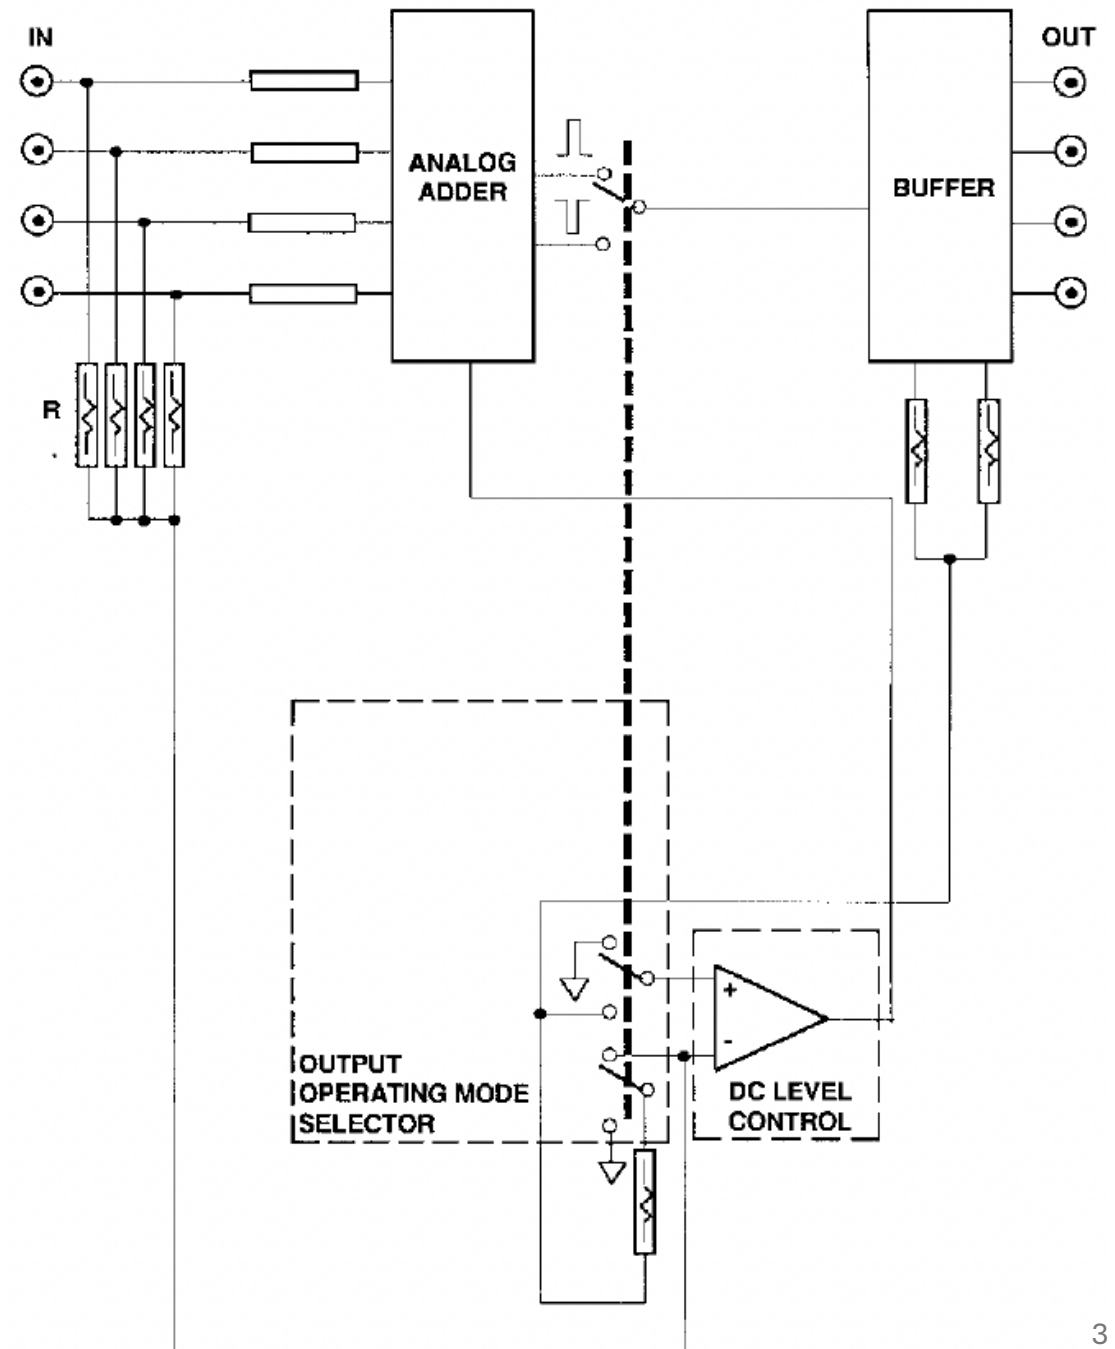 IN
OUT
ANALOG
ADDER
BUFFER
R
+
-
OUTPUT
OPERATING MODE
SELECTOR
DC LEVEL
CONTROL
3